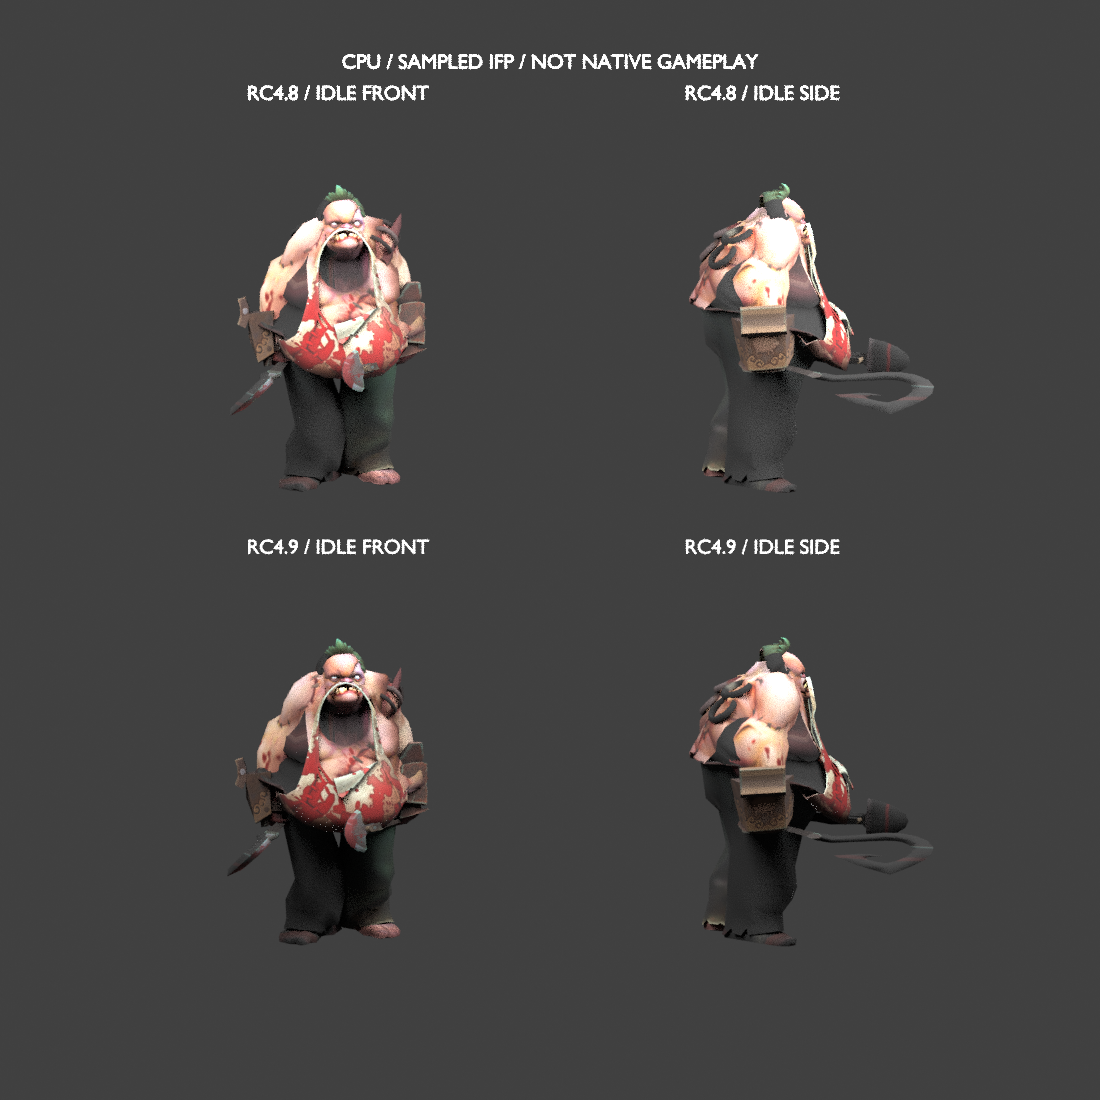 CPU / SAMPLED IFP / NOT NATIVE GAMEPLAY
RC4.8 / IDLE FRONT
RC4.8 / IDLE SIDE
RC4.9 / IDLE FRONT
RC4.9 / IDLE SIDE